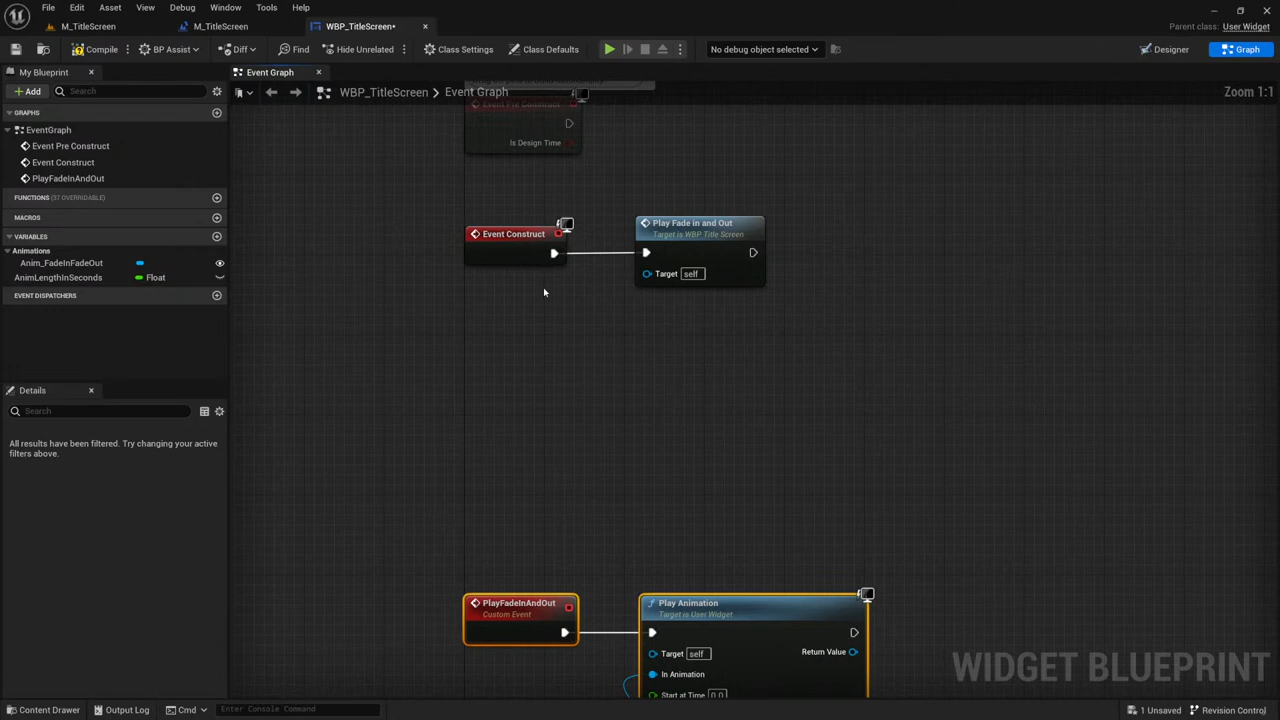 File Edit Asset View Debug Window Tools Help
M_TitleScreen M_TitleScreen WBP_TitleScreen* Parent class: User Widget
Compile BP Assist Diff Find Hide Unrelated Class Settings Class Defaults No debug object selected Designer Graph
My Blueprint Event Graph
Add Search WBP_TitleScreen > Event Graph Zoom 1:1
GRAPHS
EventGraph
Event Pre Construct
Event Construct
PlayFadeInAndOut
FUNCTIONS (37 OVERRIDABLE)
MACROS
VARIABLES
Animations
Anim_FadeInFadeOut
AnimLengthInSeconds Float
EVENT DISPATCHERS
Details
Search
All results have been filtered. Try changing your active
filters above.
Event Pre Construct
Is Design Time
Event Construct
Play Fade in and Out
Target is WBP Title Screen
Target self
PlayFadeInAndOut
Custom Event
Play Animation
Target is User Widget
Target self Return Value
In Animation
Start at Time 0.0
WIDGET BLUEPRINT
Content Drawer Output Log Cmd Enter Console Command 1 Unsaved Revision Control